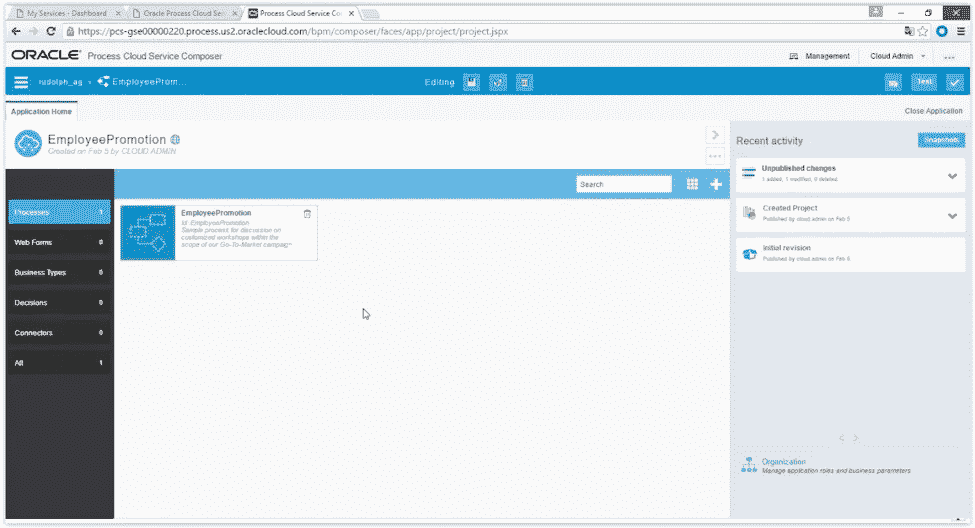 My Services - Dashboard
Oracle Process Cloud Serv
Process Cloud Service Co
https://pcs-gse00000220.process.us2.oraclecloud.com/bpm/composer/faces/app/project/project.jspx
ORACLE Process Cloud Service Composer
Management
Cloud Admin
rudolph_ag
EmployeeProm...
Editing
Test
Application Home
Close Application
EmployeePromotion
Created on Feb 5 by CLOUD ADMIN
Recent activity
Snapshots
Search
Unpublished changes
1 added, 1 modified, 0 deleted
Processes 1
EmployeePromotion
Id: EmployeePromotion
Sample process for discussion on
customized workshops within the
scope of our Go-To-Market campaig
Created Project
Published by cloud.admin on Feb 5
Web Forms 0
Initial revision
Published by cloud.admin on Feb 5
Business Types 0
Decisions 0
Connectors 0
All 1
Organization
Manage application roles and business parameters